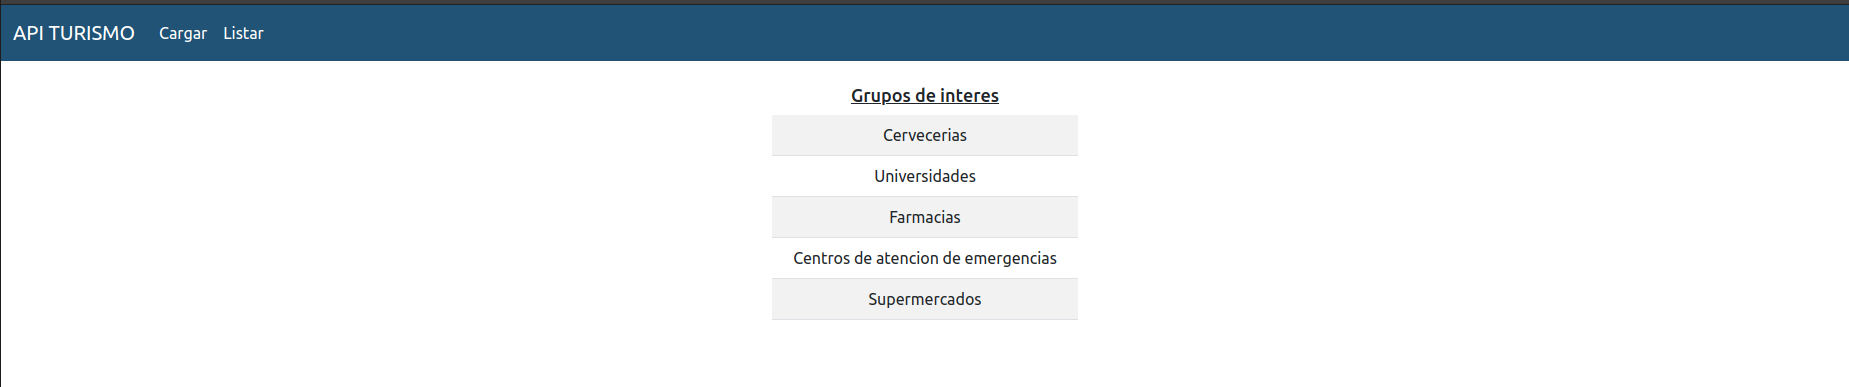 API TURISMO Cargar Listar
Grupos de interes
Cervecerias
Universidades
Farmacias
Centros de atencion de emergencias
Supermercados